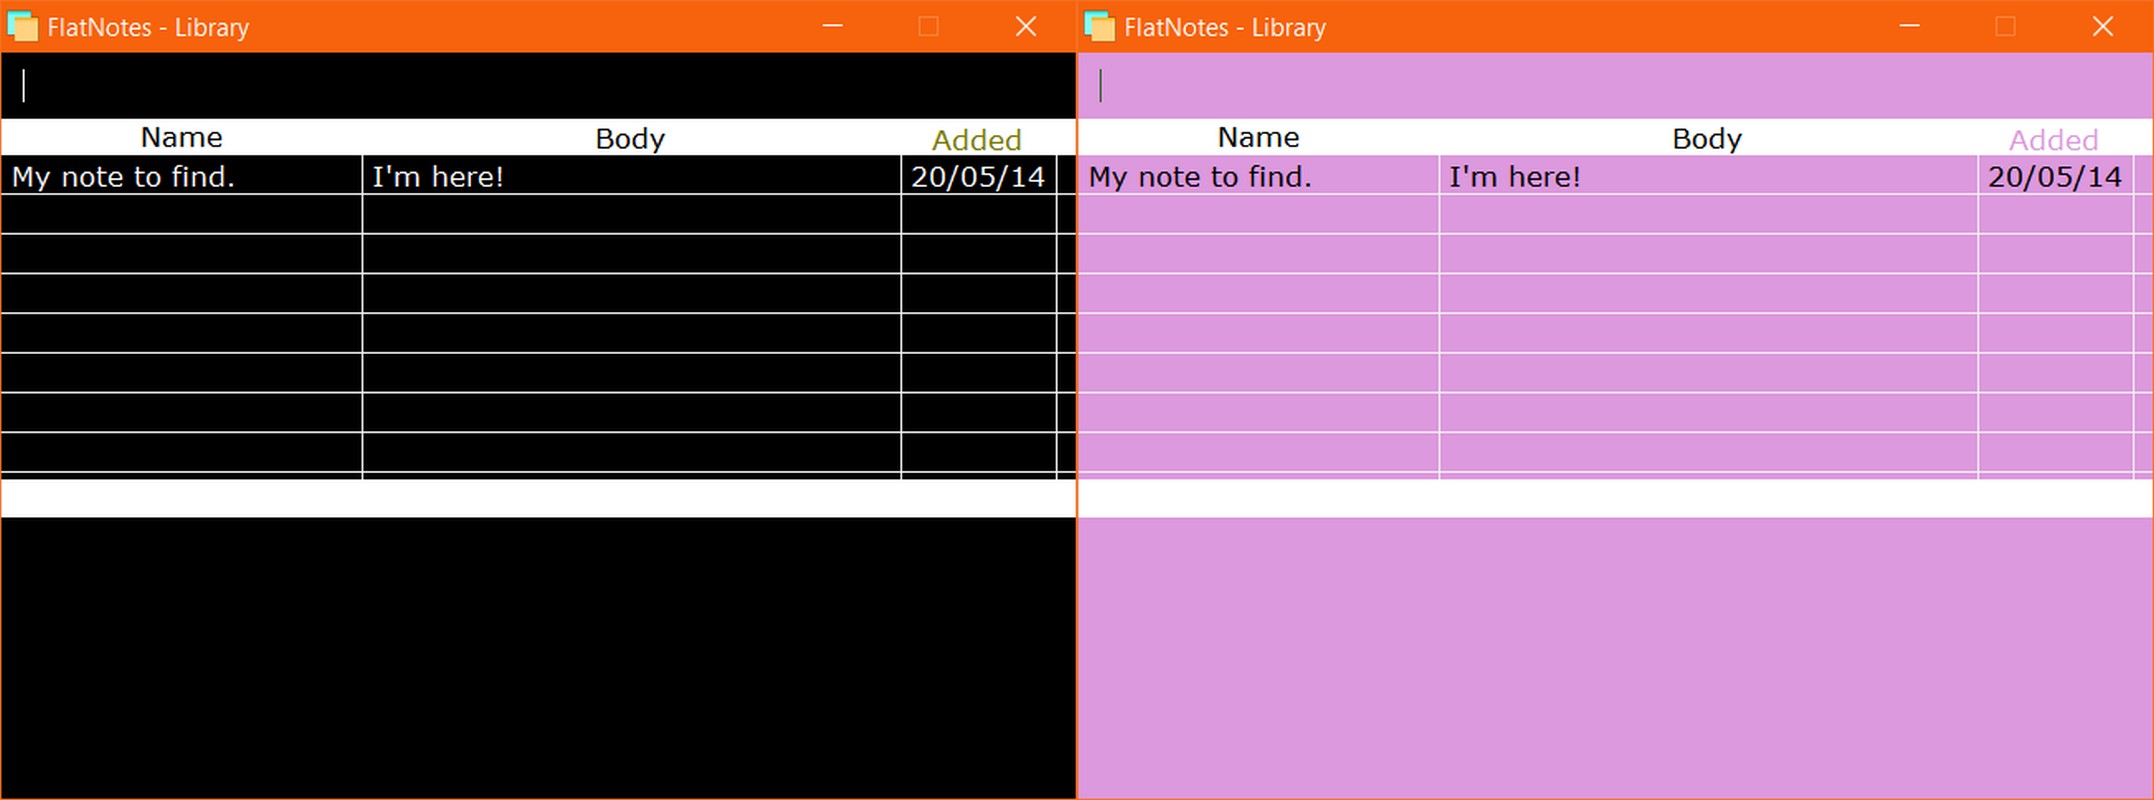 FlatNotes - Library
Name Body Added
My note to find. I'm here! 20/05/14
FlatNotes - Library
Name Body Added
My note to find. I'm here! 20/05/14